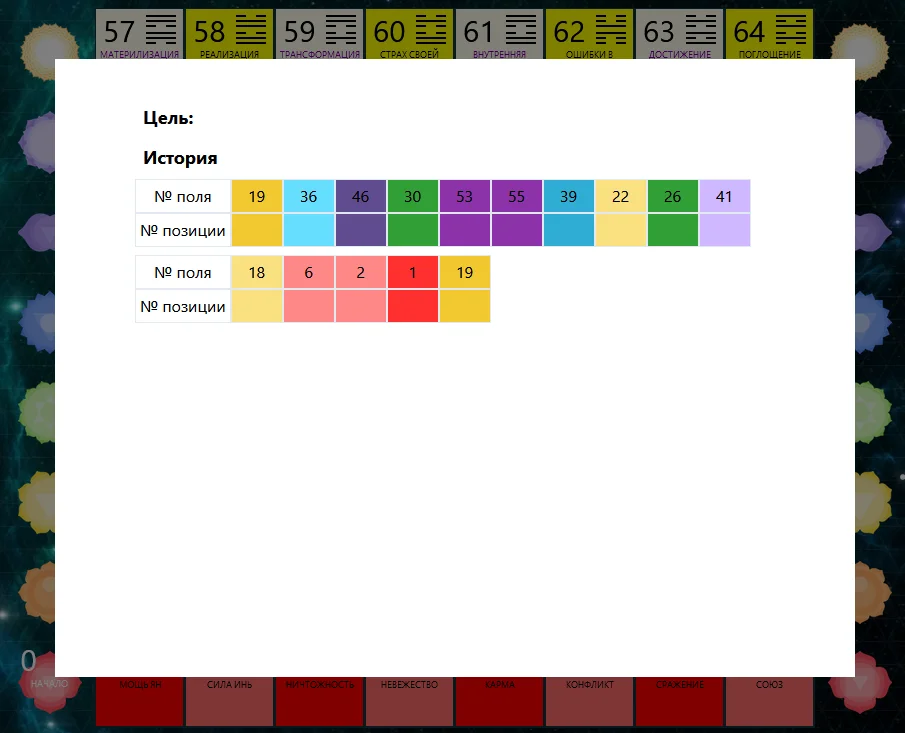 57 58 59 60 61 62 63 64
МАТЕРИЛИЗАЦИЯ РЕАЛИЗАЦИЯ ТРАНСФОРМАЦИЯ СТРАХ СВОЕЙ ВНУТРЕННЯЯ ОШИБКИ В ДОСТИЖЕНИЕ ПОГЛОЩЕНИЕ
Цель:
История
№ поля 19 36 46 30 53 55 39 22 26 41
№ позиции
№ поля 18 6 2 1 19
№ позиции
0
НАЧАЛО МОЩЬ ЯН СИЛА ИНЬ НИЧТОЖНОСТЬ НЕВЕЖЕСТВО КАРМА КОНФЛИКТ СРАЖЕНИЕ СОЮЗ